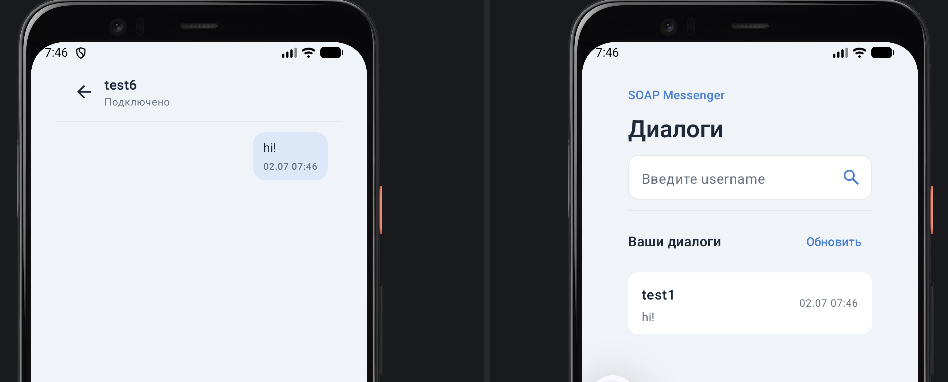 7:46
test6
Подключено
hi!
02.07 07:46
7:46
SOAP Messenger
Диалоги
Введите username
Ваши диалоги
Обновить
test1
02.07 07:46
hi!